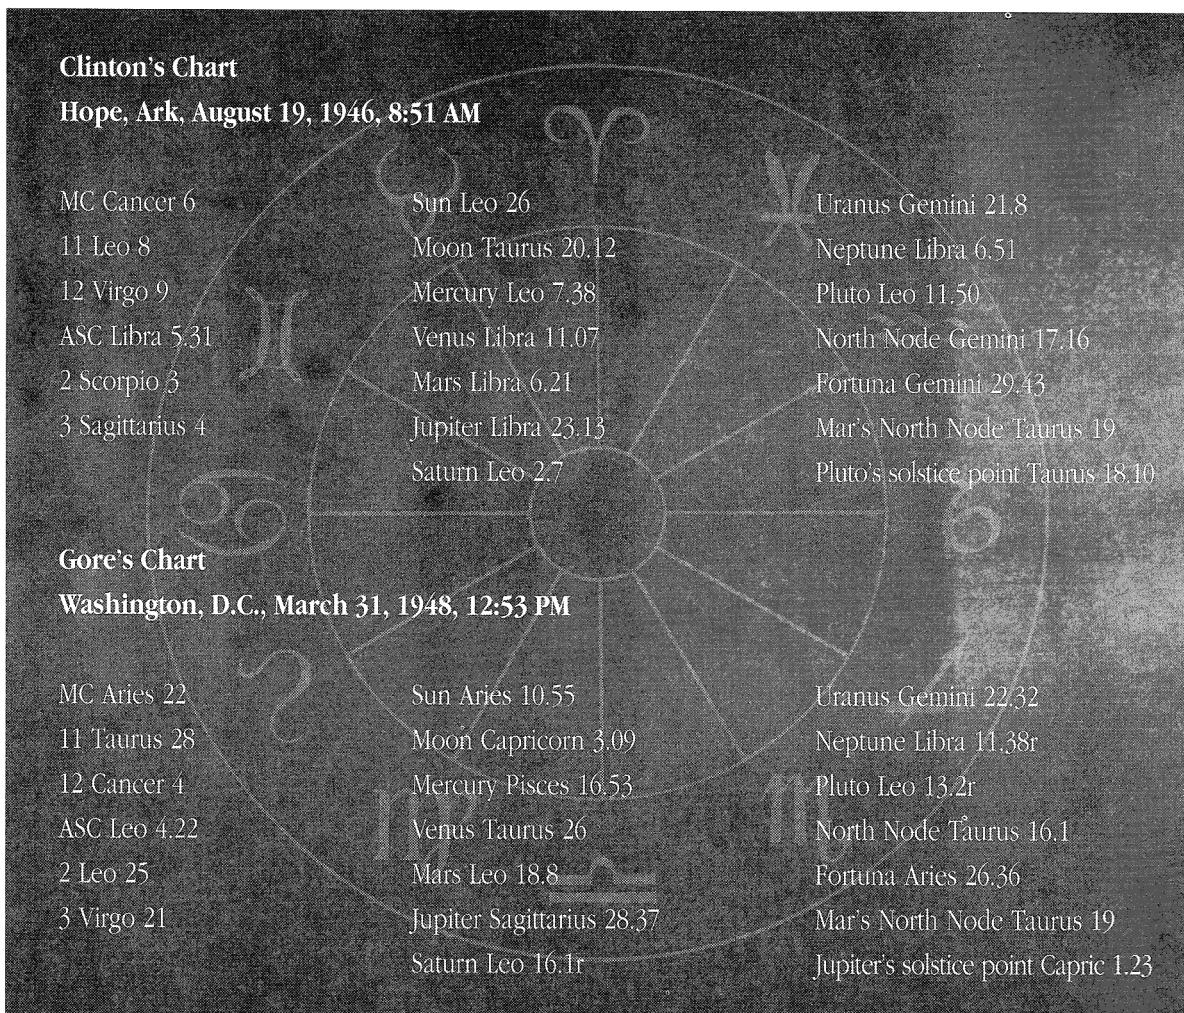 Clinton's Chart
Hope, Ark, August 19, 1946, 8:51 AM
MC Cancer 6
11 Leo 8
12 Virgo 9
ASC Libra 5.31
2 Scorpio 3
3 Sagittarius 4
Sun Leo 26
Moon Taurus 20.12
Mercury Leo 7.38
Venus Libra 11.07
Mars Libra 6.21
Jupiter Libra 23.13
Saturn Leo 2.7
Uranus Gemini 21.8
Neptune Libra 6.51
Pluto Leo 11.50
North Node Gemini 17.16
Fortuna Gemini 29.43
Mar's North Node Taurus 19
Pluto's solstice point Taurus 18.10
Gore's Chart
Washington, D.C., March 31, 1948, 12:53 PM
MC Aries 22
11 Taurus 28
12 Cancer 4
ASC Leo 4.22
2 Leo 25
3 Virgo 21
Sun Aries 10.55
Moon Capricorn 3.09
Mercury Pisces 16.53
Venus Taurus 26
Mars Leo 18.8
Jupiter Sagittarius 28.37
Saturn Leo 16.1r
Uranus Gemini 22.32
Neptune Libra 11.38r
Pluto Leo 13.2r
North Node Taurus 16.1
Fortuna Aries 26.36
Mar's North Node Taurus 19
Jupiter's solstice point Capric 1.23